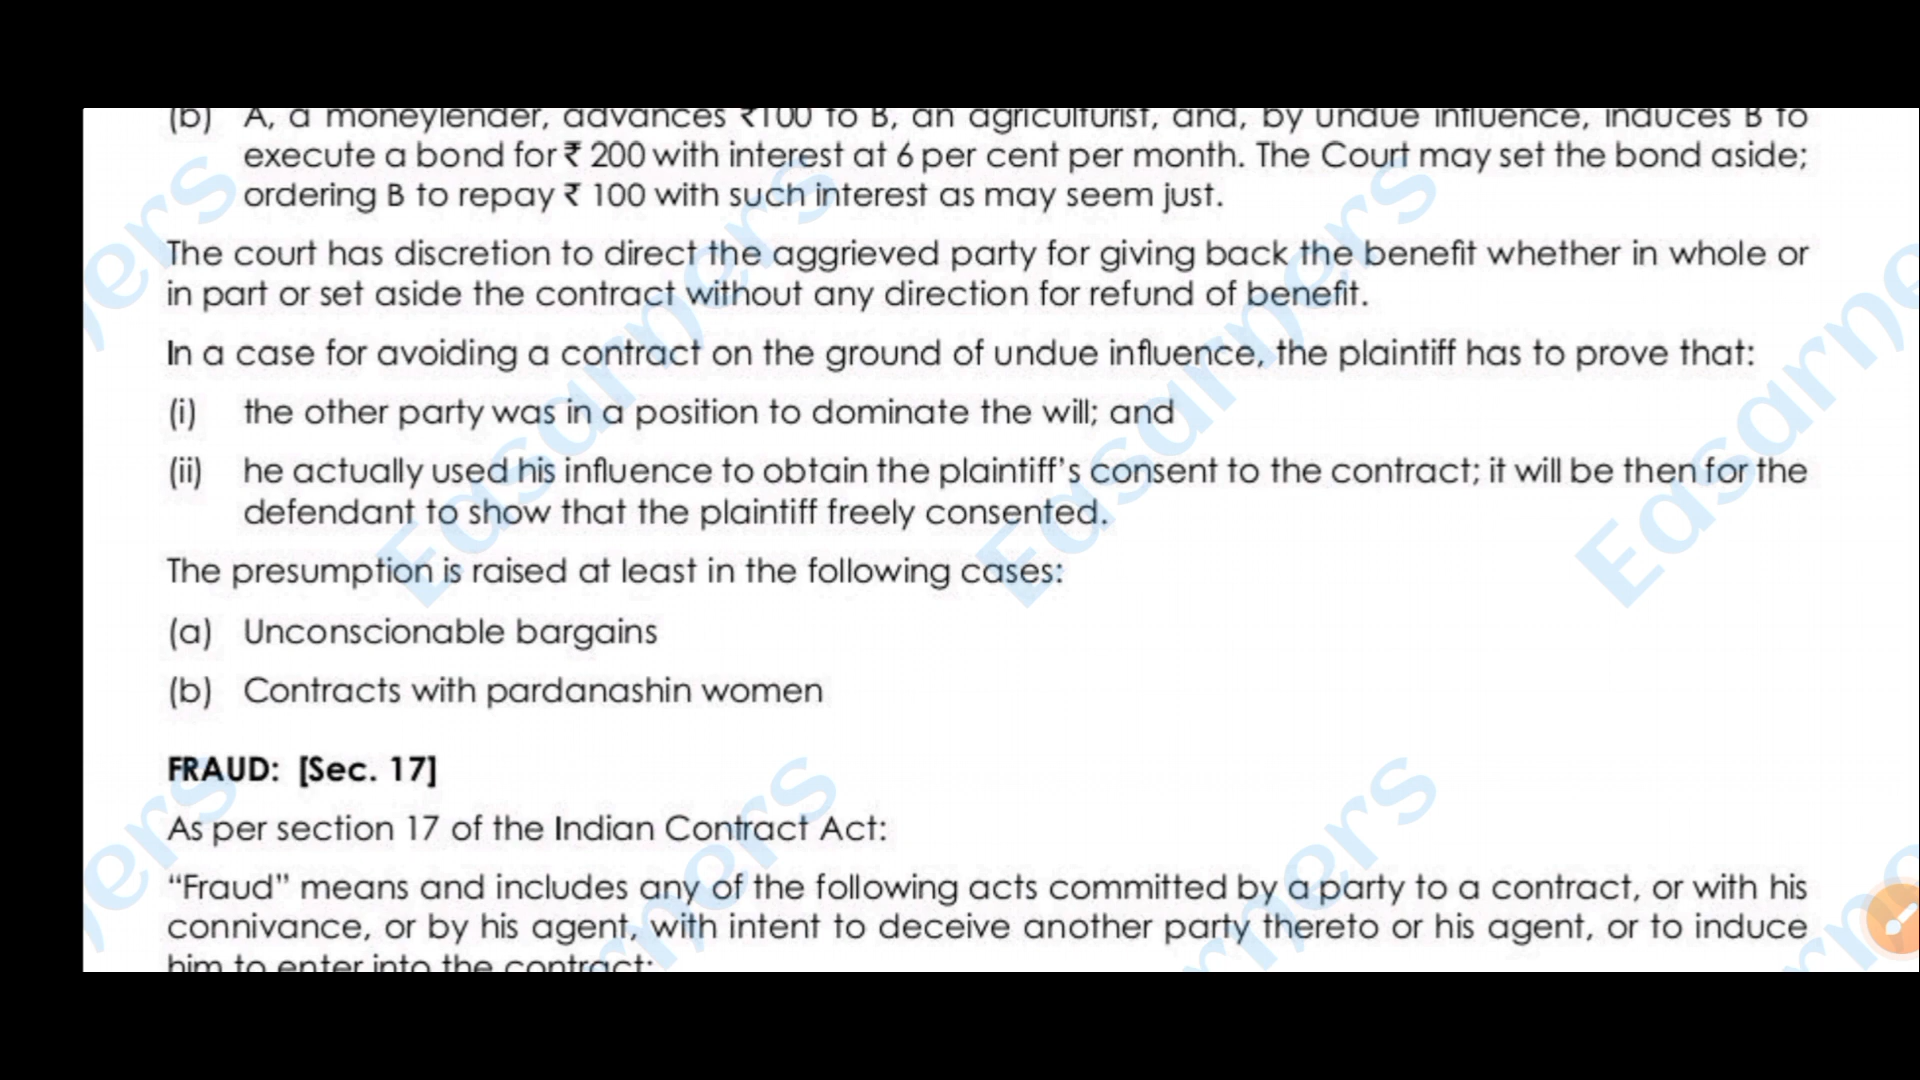 (b) A, a moneylender, advances ₹100 to B, an agriculturist, and, by undue influence, induces B to
execute a bond for ₹ 200 with interest at 6 per cent per month. The Court may set the bond aside;
ordering B to repay ₹ 100 with such interest as may seem just.
The court has discretion to direct the aggrieved party for giving back the benefit whether in whole or
in part or set aside the contract without any direction for refund of benefit.
In a case for avoiding a contract on the ground of undue influence, the plaintiff has to prove that:
(i) the other party was in a position to dominate the will; and
(ii) he actually used his influence to obtain the plaintiff's consent to the contract; it will be then for the
defendant to show that the plaintiff freely consented.
The presumption is raised at least in the following cases:
(a) Unconscionable bargains
(b) Contracts with pardanashin women
FRAUD: [Sec. 17]
As per section 17 of the Indian Contract Act:
“Fraud” means and includes any of the following acts committed by a party to a contract, or with his
connivance, or by his agent, with intent to deceive another party thereto or his agent, or to induce
him to enter into the contract:
Easarners
Easarners
Easarne
ers
ers
ners
ners